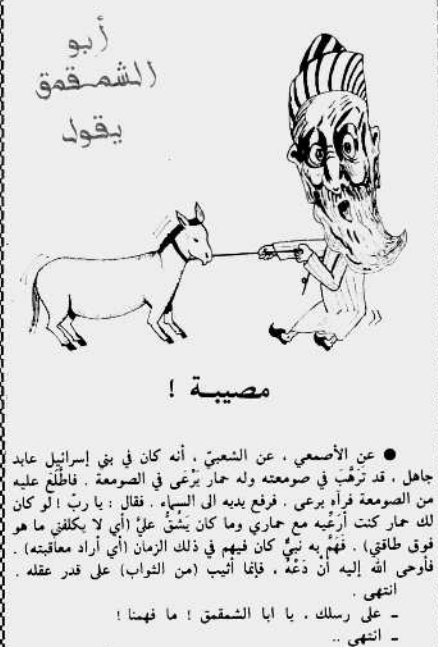 أبو
الشمقمق
يقول
مصيبة !
● عن الأصمعي ، عن الشعبيّ ، أنه كان في بني إسرائيل عابد
جاهل ، قد ترهَّبَ في صومعته وله حمار يَرْعَى في الصومعة . فاطَّلَعَ عليه
من الصومعة فرآه يرعى . فرفع يديه الى السماء . فقال : يا ربّ ! لو كان
لك حمار كنت أرَعْيه مع حماري وما كان يَشُقّ عليَّ (أي لا يكلفني ما هو
فوق طاقتي) . فَهَمَّ به نبيٌّ كان فيهم في ذلك الزمان (أي أراد معاقبته) .
فأوحى الله إليه أن دَعْهُ ، فإنما أثيب (من الثواب) على قدر عقله .
انتهى .
ـ على رسلك ، يا ابا الشمقمق ! ما فهمنا !
ـ انتهى ..